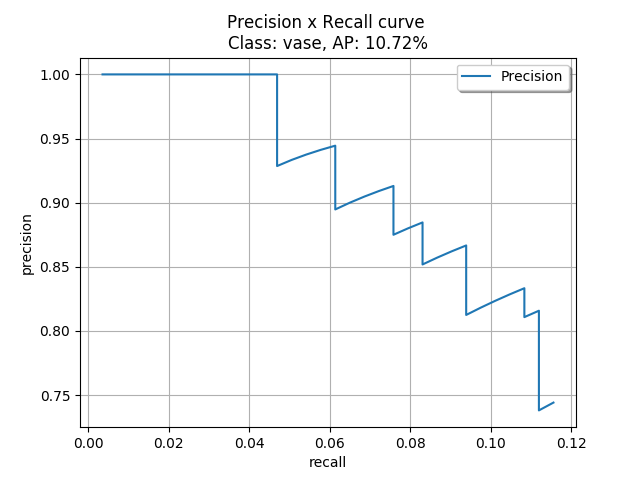 Precision x Recall curve
Class: vase, AP: 10.72%
Precision
1.00
0.95
0.90
0.85
0.80
0.75
precision
0.00 0.02 0.04 0.06 0.08 0.10 0.12
recall